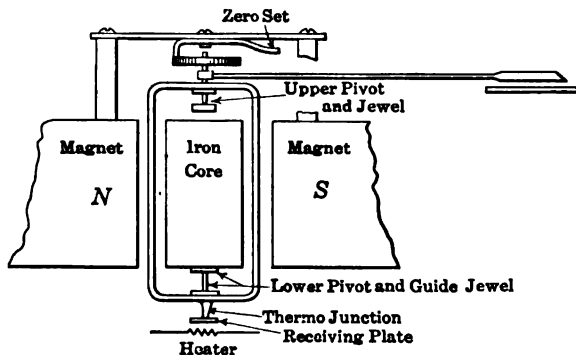 Zero Set
Upper Pivot
and Jewel
Magnet
N
Iron
Core
Magnet
S
Lower Pivot and Guide Jewel
Thermo Junction
Receiving Plate
Heater